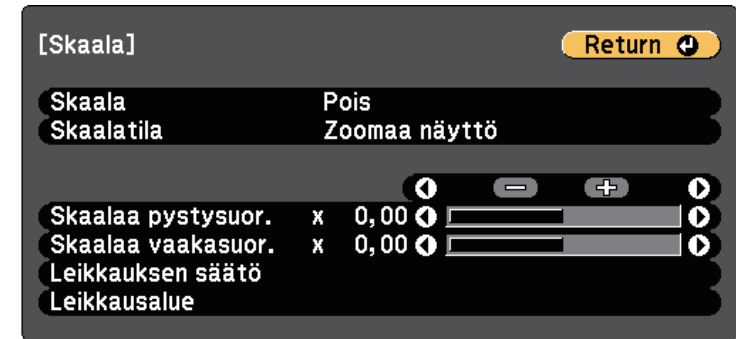 [Skaala] Return
Skaala Pois
Skaalatila Zoomaa näyttö
Skaalaa pystysuor. x 0,00
Skaalaa vaakasuor. x 0,00
Leikkauksen säätö
Leikkausalue